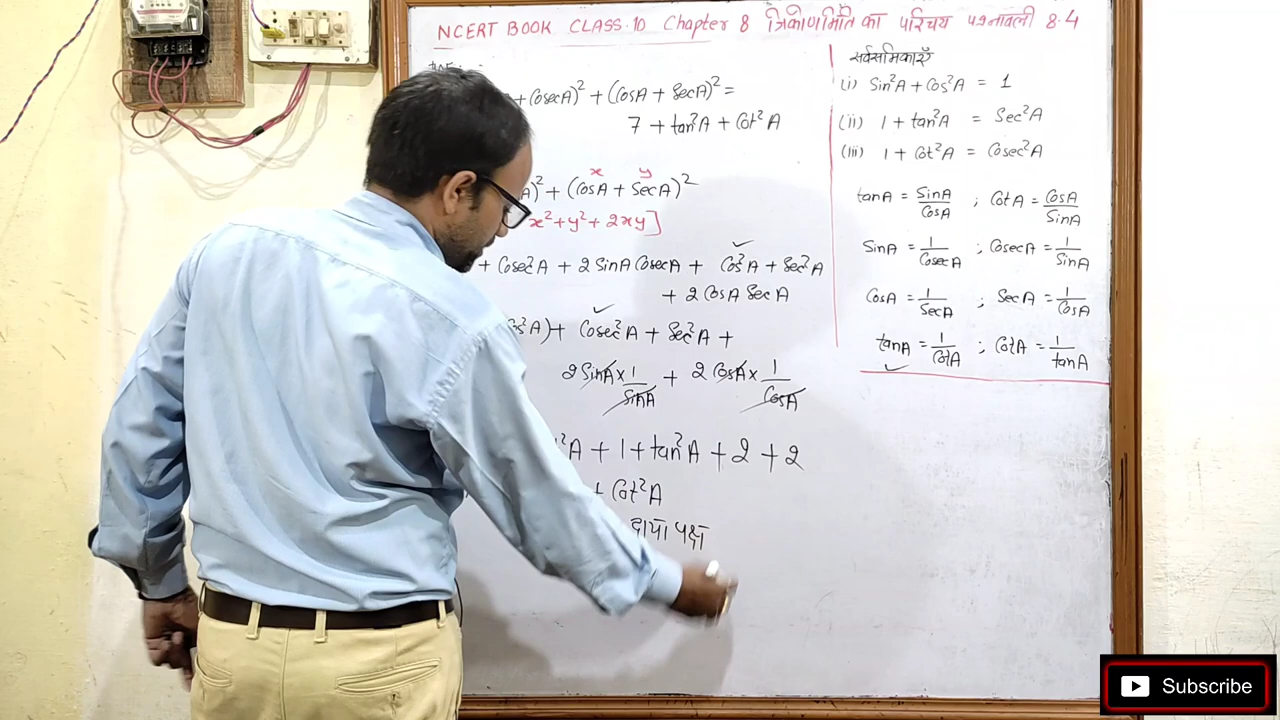 NCERT BOOK CLASS.10 Chapter 8 त्रिकोणमिति का परिचय प्रश्नावली 8.4
+ CosecA)² + (CosA + SecA)² =
7 + tan²A + Cot²A
x y
A)² + (CosA + SecA)²
x² + y² + 2xy]
+ Cosec²A + 2 SinA CosecA + Cos²A + Sec²A
+ 2 CosA SecA
s²A) + Cosec²A + Sec²A +
2 SinA × 1/SinA + 2 CosA × 1/CosA
²A + 1 + tan²A + 2 + 2
+ Cot²A
दायाँ पक्ष
सर्वसमिकाएँ
(i) Sin²A + Cos²A = 1
(ii) 1 + tan²A = Sec²A
(iii) 1 + Cot²A = Cosec²A
tanA = SinA/CosA ; CotA = CosA/SinA
SinA = 1/CosecA ; CosecA = 1/SinA
CosA = 1/SecA ; SecA = 1/CosA
tanA = 1/CotA ; CotA = 1/tanA
Subscribe